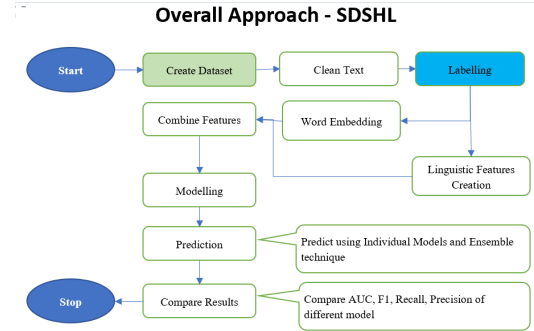 Overall Approach - SDSHL
Start
Create Dataset
Clean Text
Labelling
Combine Features
Word Embedding
Linguistic Features
Creation
Modelling
Prediction
Predict using Individual Models and Ensemble
technique
Stop
Compare Results
Compare AUC, F1, Recall, Precision of
different model